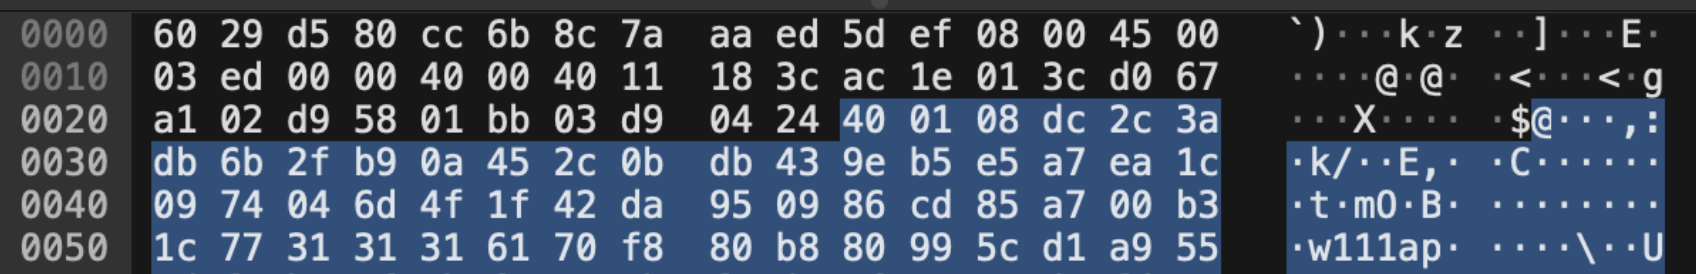 0000 60 29 d5 80 cc 6b 8c 7a aa ed 5d ef 08 00 45 00 `)···k·z ··]···E·
0010 03 ed 00 00 40 00 40 11 18 3c ac 1e 01 3c d0 67 ····@·@· ·<···<·g
0020 a1 02 d9 58 01 bb 03 d9 04 24 40 01 08 dc 2c 3a ···X···· ·$@···,:
0030 db 6b 2f b9 0a 45 2c 0b db 43 9e b5 e5 a7 ea 1c ·k/··E,· ·C······
0040 09 74 04 6d 4f 1f 42 da 95 09 86 cd 85 a7 00 b3 ·t·mO·B· ········
0050 1c 77 31 31 31 61 70 f8 80 b8 80 99 5c d1 a9 55 ·w111ap· ····\··U